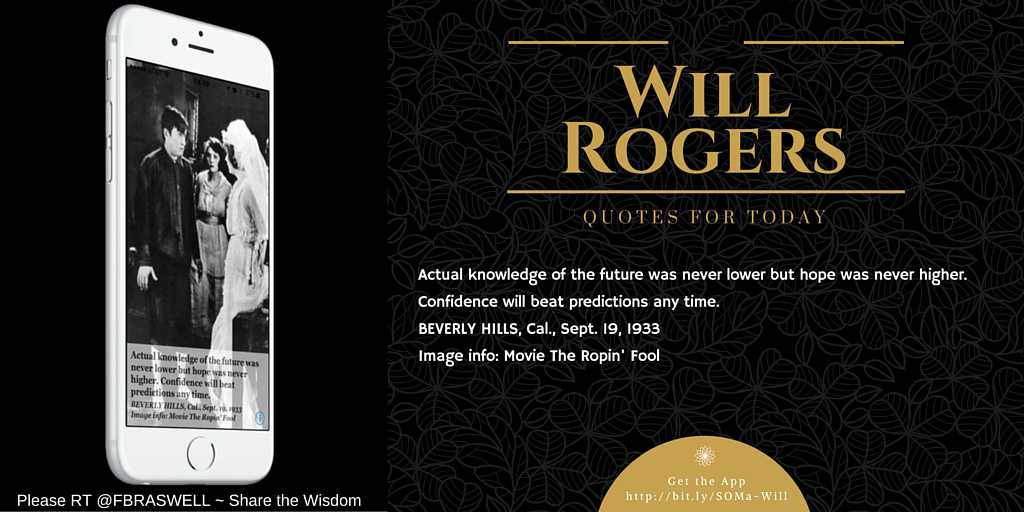 Actual knowledge of the future was
never lower but hope was never
higher. Confidence will beat
predictions any time.
BEVERLY HILLS, Cal., Sept. 19, 1933
Image info: Movie The Ropin' Fool
Please RT @FBRASWELL ~ Share the Wisdom
WILL
ROGERS
QUOTES FOR TODAY
Actual knowledge of the future was never lower but hope was never higher.
Confidence will beat predictions any time.
BEVERLY HILLS, Cal., Sept. 19, 1933
Image info: Movie The Ropin' Fool
Get the App
http://bit.ly/SOMa-Will